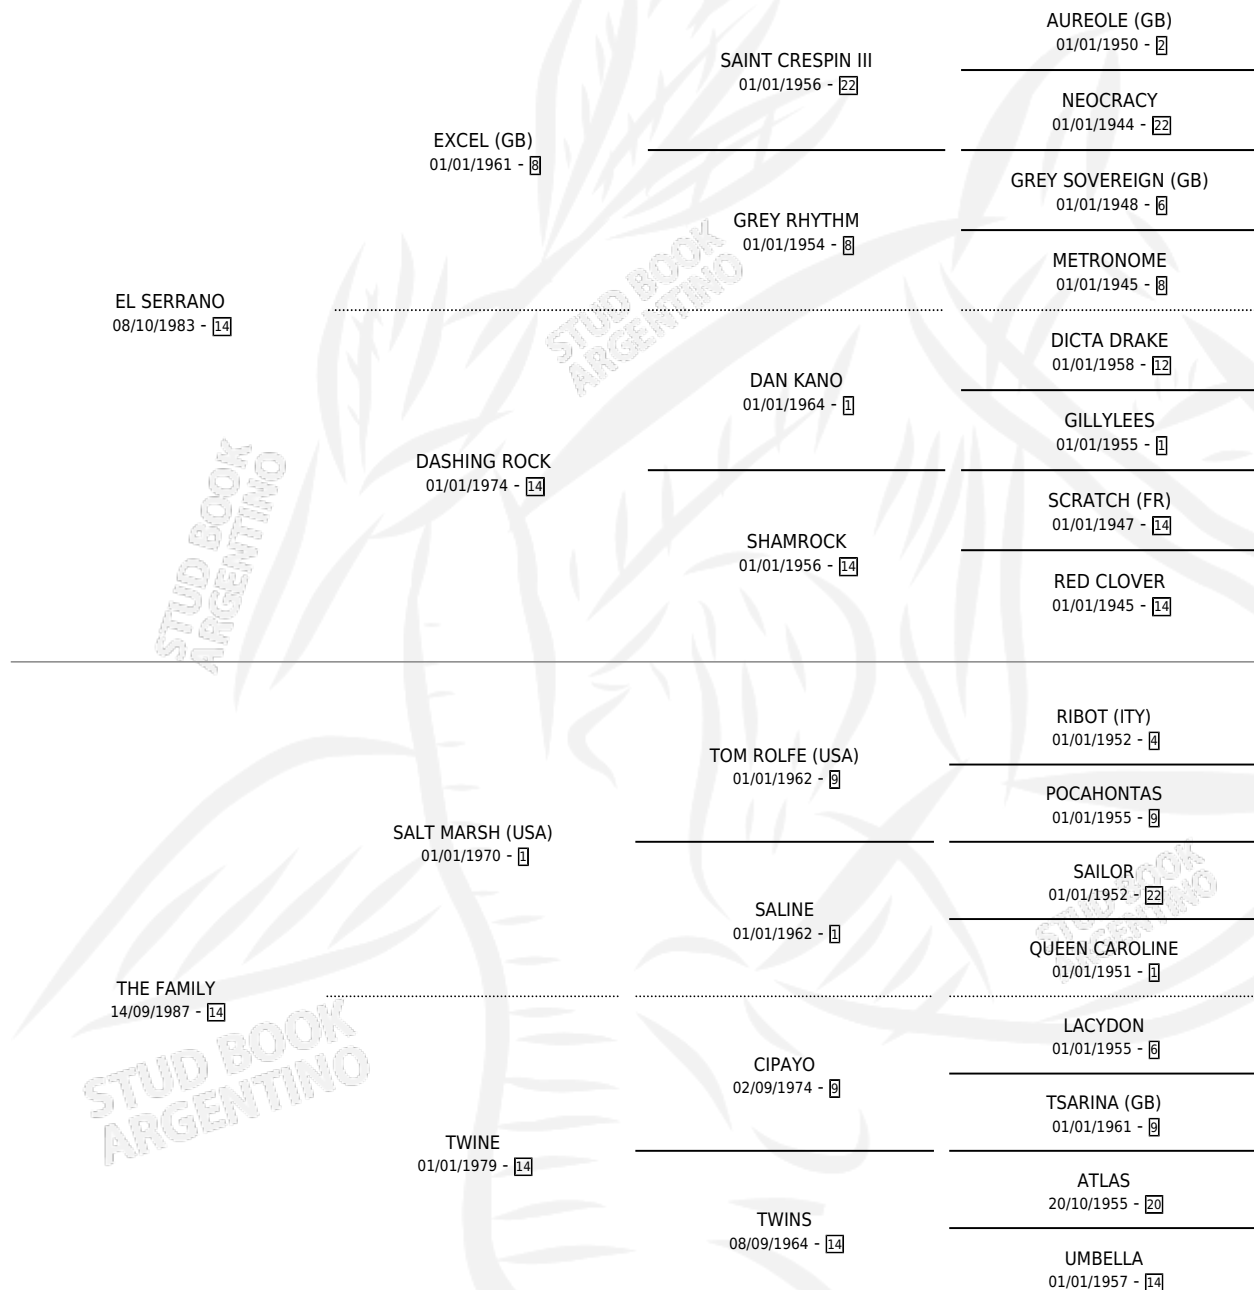 AUREOLE (GB)
01/01/1950 - 2
SAINT CRESPIN III
01/01/1956 - 22
NEOCRACY
01/01/1944 - 22
EXCEL (GB)
01/01/1961 - 8
GREY SOVEREIGN (GB)
01/01/1948 - 6
GREY RHYTHM
01/01/1954 - 8
METRONOME
01/01/1945 - 8
EL SERRANO
08/10/1983 - 14
DICTA DRAKE
01/01/1958 - 12
DAN KANO
01/01/1964 - 1
GILLYLEES
01/01/1955 - 1
DASHING ROCK
01/01/1974 - 14
SCRATCH (FR)
01/01/1947 - 14
SHAMROCK
01/01/1956 - 14
RED CLOVER
01/01/1945 - 14
RIBOT (ITY)
01/01/1952 - 4
TOM ROLFE (USA)
01/01/1962 - 9
POCAHONTAS
01/01/1955 - 9
SALT MARSH (USA)
01/01/1970 - 1
SAILOR
01/01/1952 - 22
SALINE
01/01/1962 - 1
QUEEN CAROLINE
01/01/1951 - 1
THE FAMILY
14/09/1987 - 14
LACYDON
01/01/1955 - 6
CIPAYO
02/09/1974 - 9
TSARINA (GB)
01/01/1961 - 9
TWINE
01/01/1979 - 14
ATLAS
20/10/1955 - 20
TWINS
08/09/1964 - 14
UMBELLA
01/01/1957 - 14
STUD BOOK
ARGENTINO
STUD BOOK
ARGENTINO
STUD BOOK
ARGENTINO
STUD BOOK
ARGENTINO